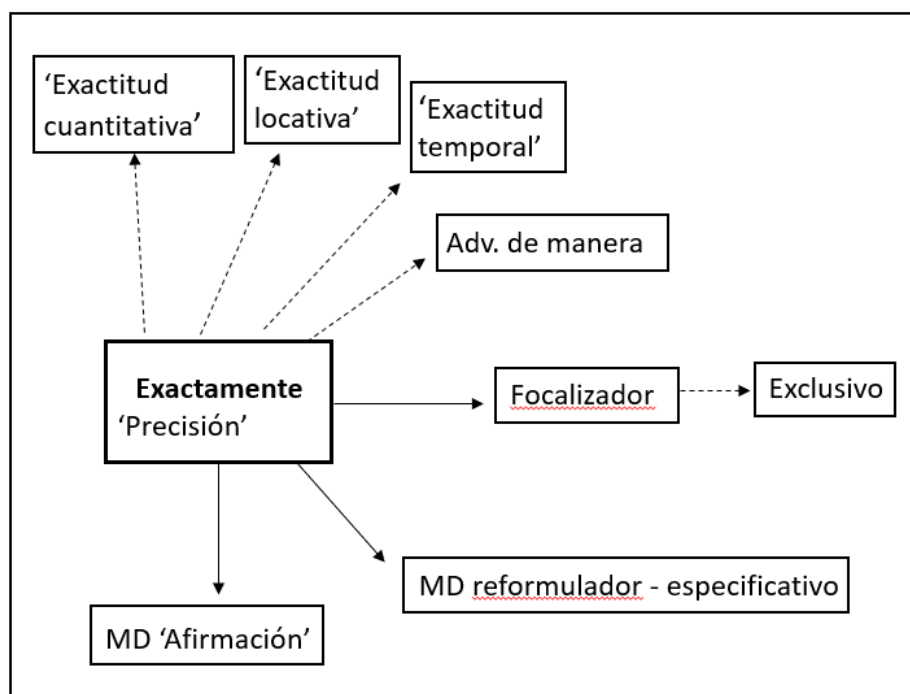 ‘Exactitud
cuantitativa’
‘Exactitud
locativa’
‘Exactitud
temporal’
Adv. de manera
Exactamente
‘Precisión’
Focalizador
Exclusivo
MD reformulador - especificativo
MD ‘Afirmación’